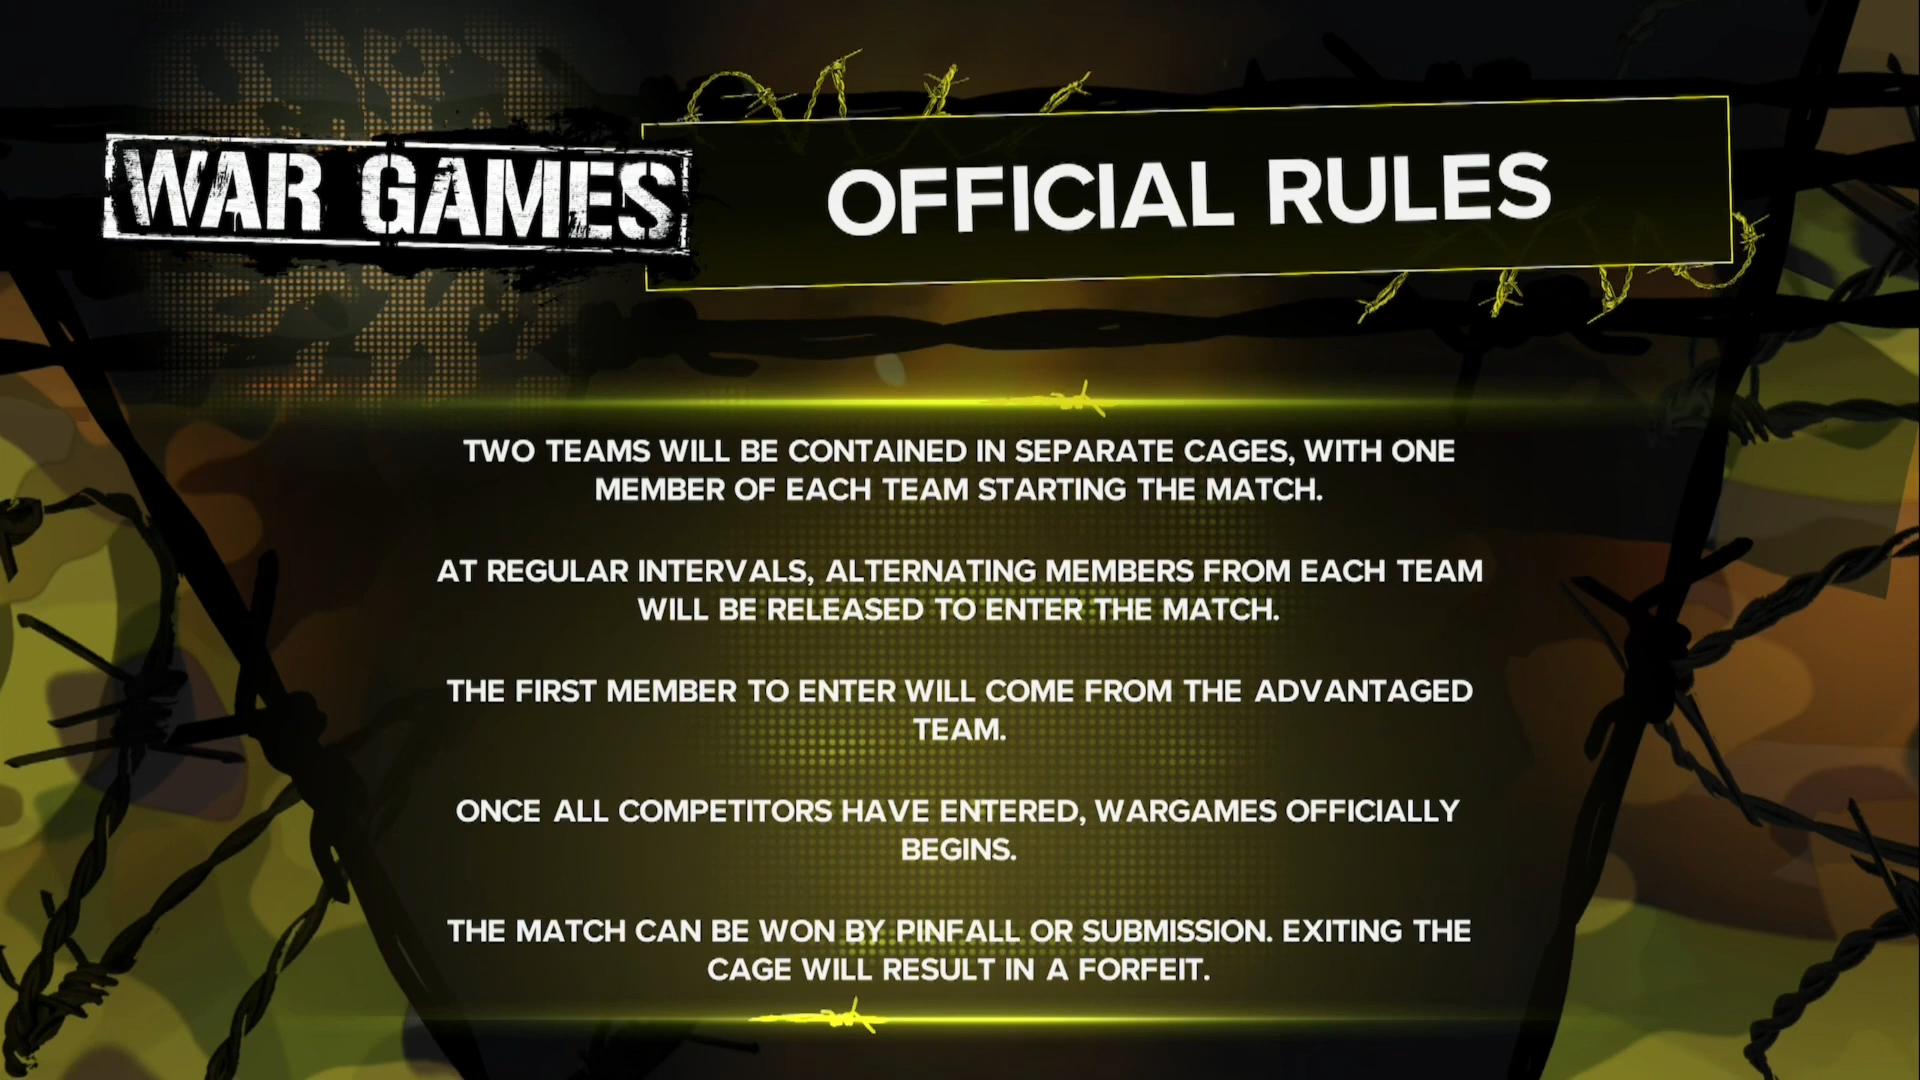 WAR GAMES
OFFICIAL RULES
TWO TEAMS WILL BE CONTAINED IN SEPARATE CAGES, WITH ONE
MEMBER OF EACH TEAM STARTING THE MATCH.
AT REGULAR INTERVALS, ALTERNATING MEMBERS FROM EACH TEAM
WILL BE RELEASED TO ENTER THE MATCH.
THE FIRST MEMBER TO ENTER WILL COME FROM THE ADVANTAGED
TEAM.
ONCE ALL COMPETITORS HAVE ENTERED, WARGAMES OFFICIALLY
BEGINS.
THE MATCH CAN BE WON BY PINFALL OR SUBMISSION. EXITING THE
CAGE WILL RESULT IN A FORFEIT.